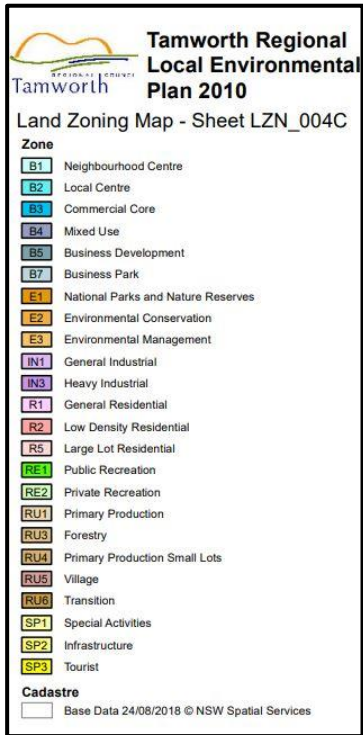 Tamworth Regional
Local Environmental
Plan 2010
REGIONAL COUNCIL
Tamworth
Land Zoning Map - Sheet LZN_004C
Zone
B1 Neighbourhood Centre
B2 Local Centre
B3 Commercial Core
B4 Mixed Use
B5 Business Development
B7 Business Park
E1 National Parks and Nature Reserves
E2 Environmental Conservation
E3 Environmental Management
IN1 General Industrial
IN3 Heavy Industrial
R1 General Residential
R2 Low Density Residential
R5 Large Lot Residential
RE1 Public Recreation
RE2 Private Recreation
RU1 Primary Production
RU3 Forestry
RU4 Primary Production Small Lots
RU5 Village
RU6 Transition
SP1 Special Activities
SP2 Infrastructure
SP3 Tourist
Cadastre
Base Data 24/08/2018 © NSW Spatial Services